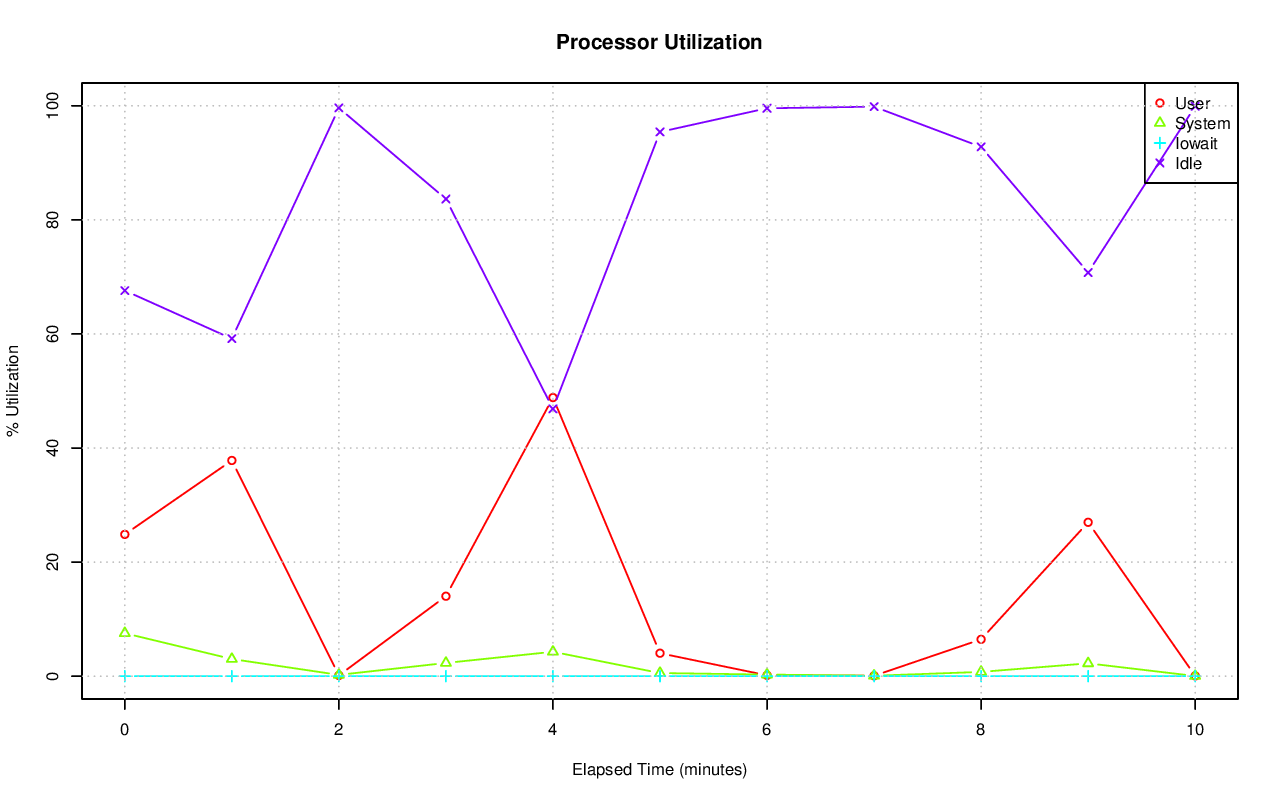 Processor Utilization
% Utilization
100
80
60
40
20
0
User
System
Iowait
Idle
0 2 4 6 8 10
Elapsed Time (minutes)